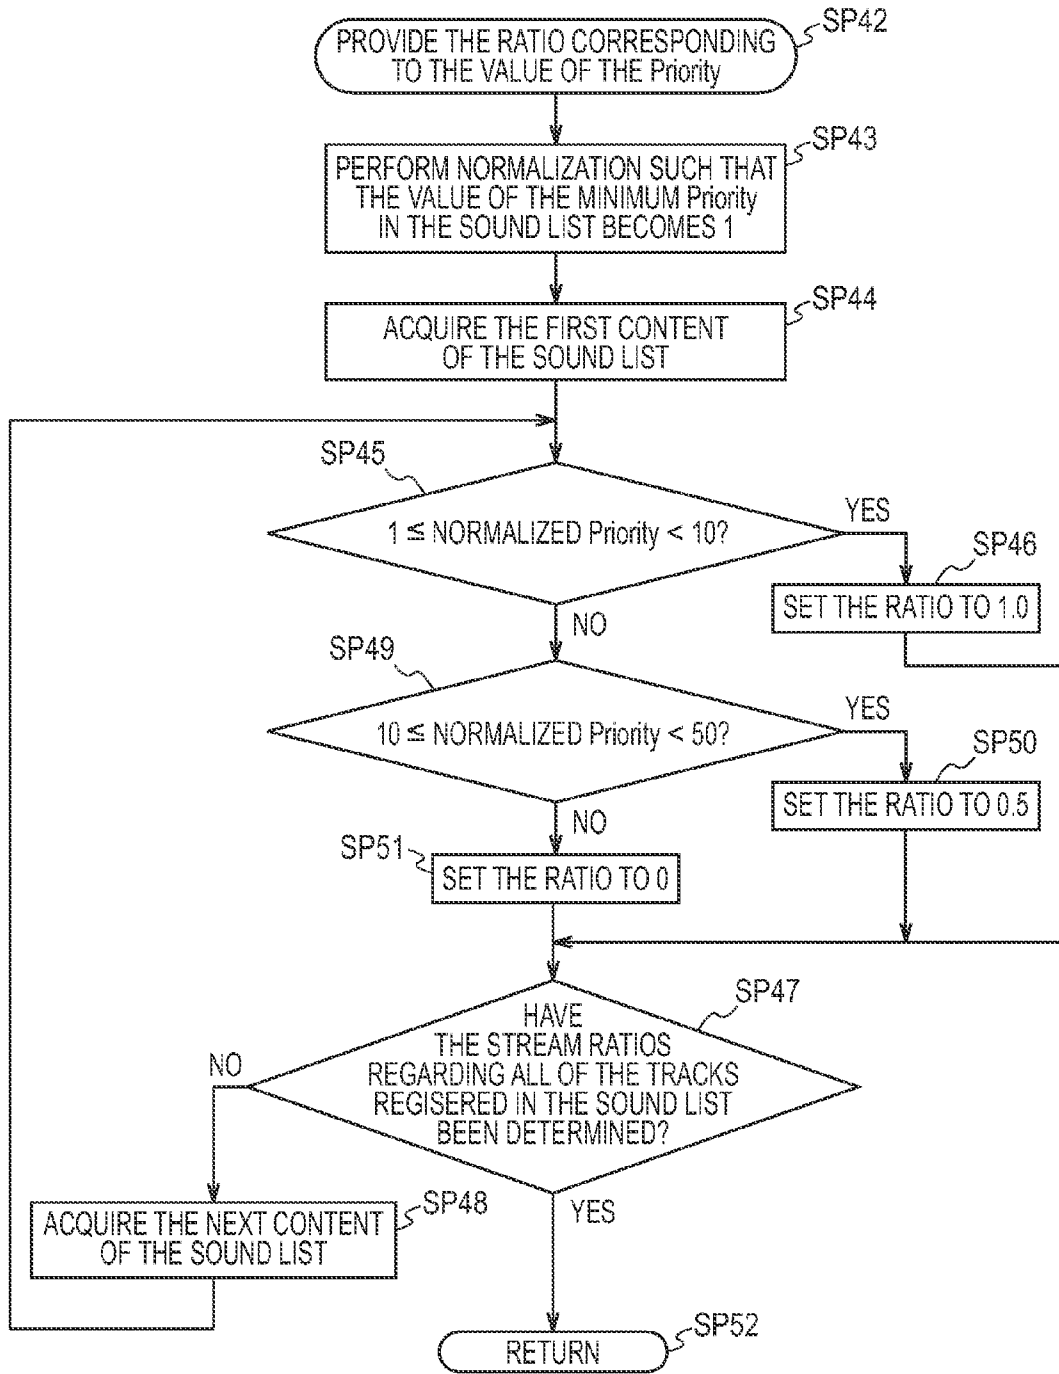 SP42
PROVIDE THE RATIO CORRESPONDING
TO THE VALUE OF THE Priority
SP43
PERFORM NORMALIZATION SUCH THAT
THE VALUE OF THE MINIMUM Priority
IN THE SOUND LIST BECOMES 1
SP44
ACQUIRE THE FIRST CONTENT
OF THE SOUND LIST
SP45
1 ≤ NORMALIZED Priority < 10?
YES
SP46
SET THE RATIO TO 1.0
NO
SP49
10 ≤ NORMALIZED Priority < 50?
YES
SP50
SET THE RATIO TO 0.5
NO
SP51
SET THE RATIO TO 0
SP47
HAVE
THE STREAM RATIOS
REGARDING ALL OF THE TRACKS
REGISERED IN THE SOUND LIST
BEEN DETERMINED?
NO
SP48
ACQUIRE THE NEXT CONTENT
OF THE SOUND LIST
YES
SP52
RETURN